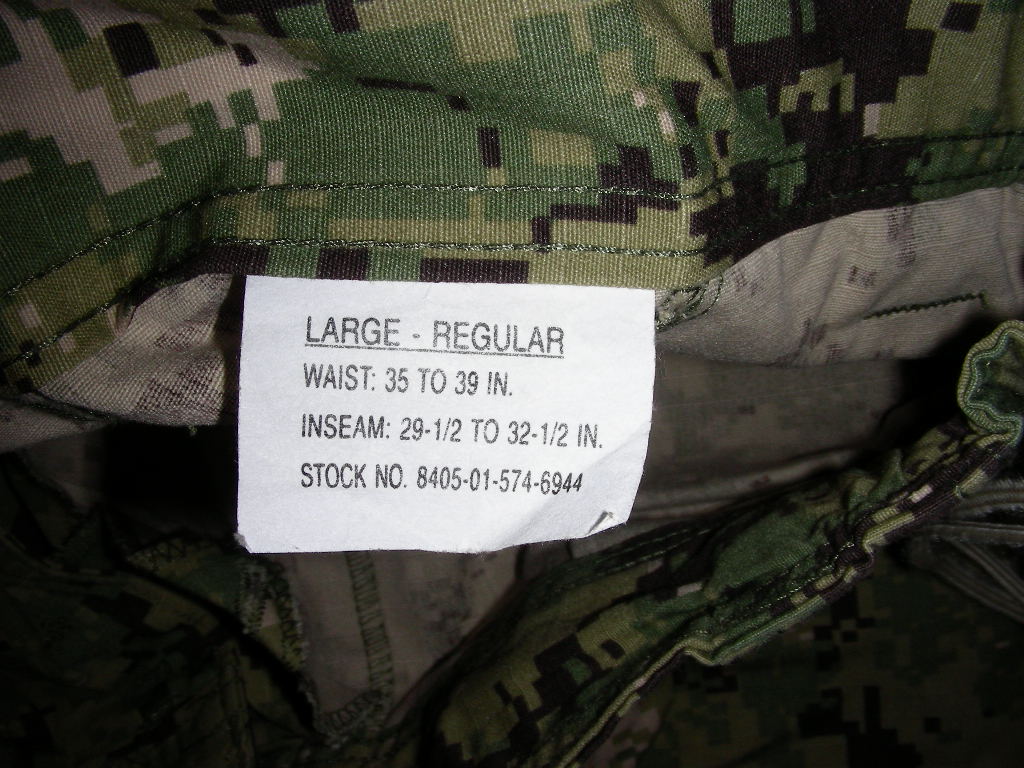 LARGE - REGULAR
WAIST: 35 TO 39 IN.
INSEAM: 29-1/2 TO 32-1/2 IN.
STOCK NO. 8405-01-574-6944